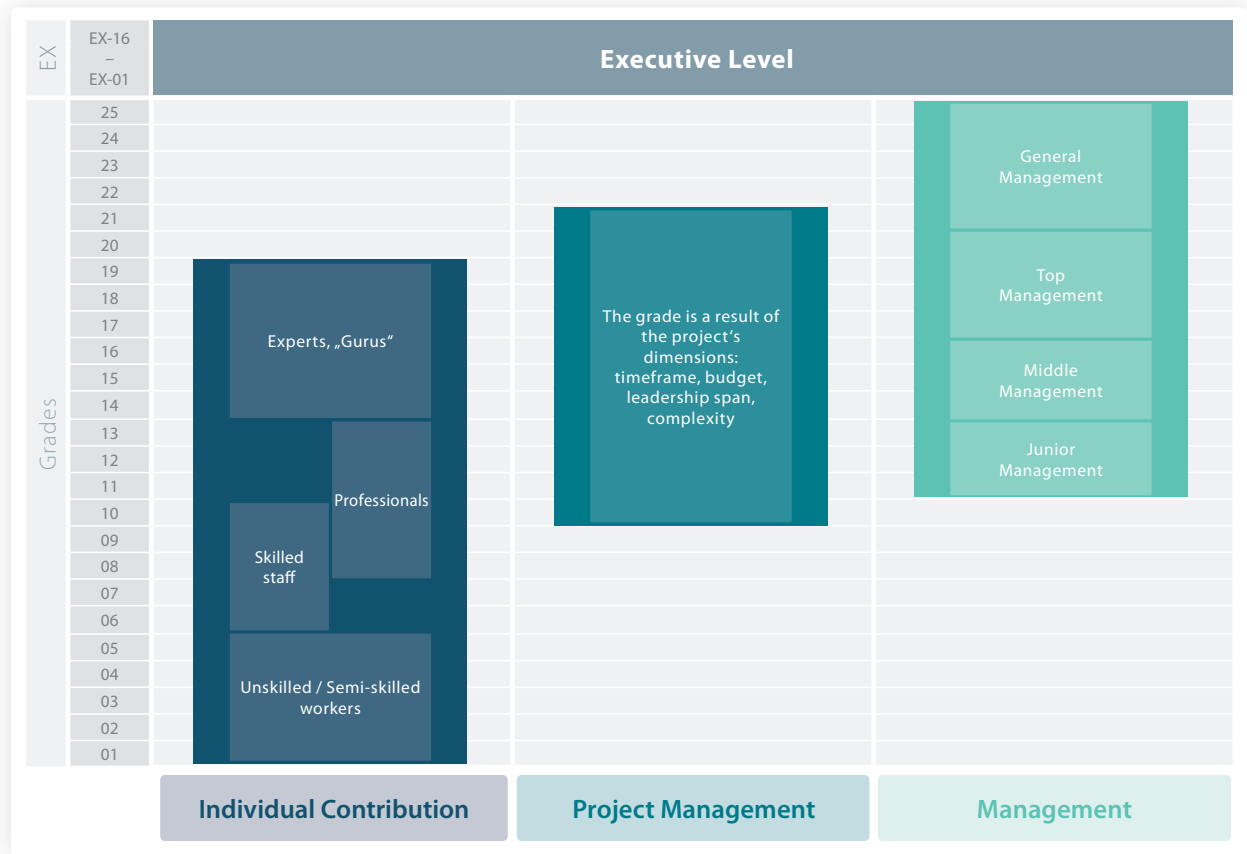 EX
EX-16
–
EX-01
Executive Level
Grades
25
24
23
22
21
20
19
18
17
16
15
14
13
12
11
10
09
08
07
06
05
04
03
02
01
Experts, „Gurus“
Professionals
Skilled
staff
Unskilled / Semi-skilled
workers
The grade is a result of
the project‘s
dimensions:
timeframe, budget,
leadership span,
complexity
General
Management
Top
Management
Middle
Management
Junior
Management
Individual Contribution
Project Management
Management